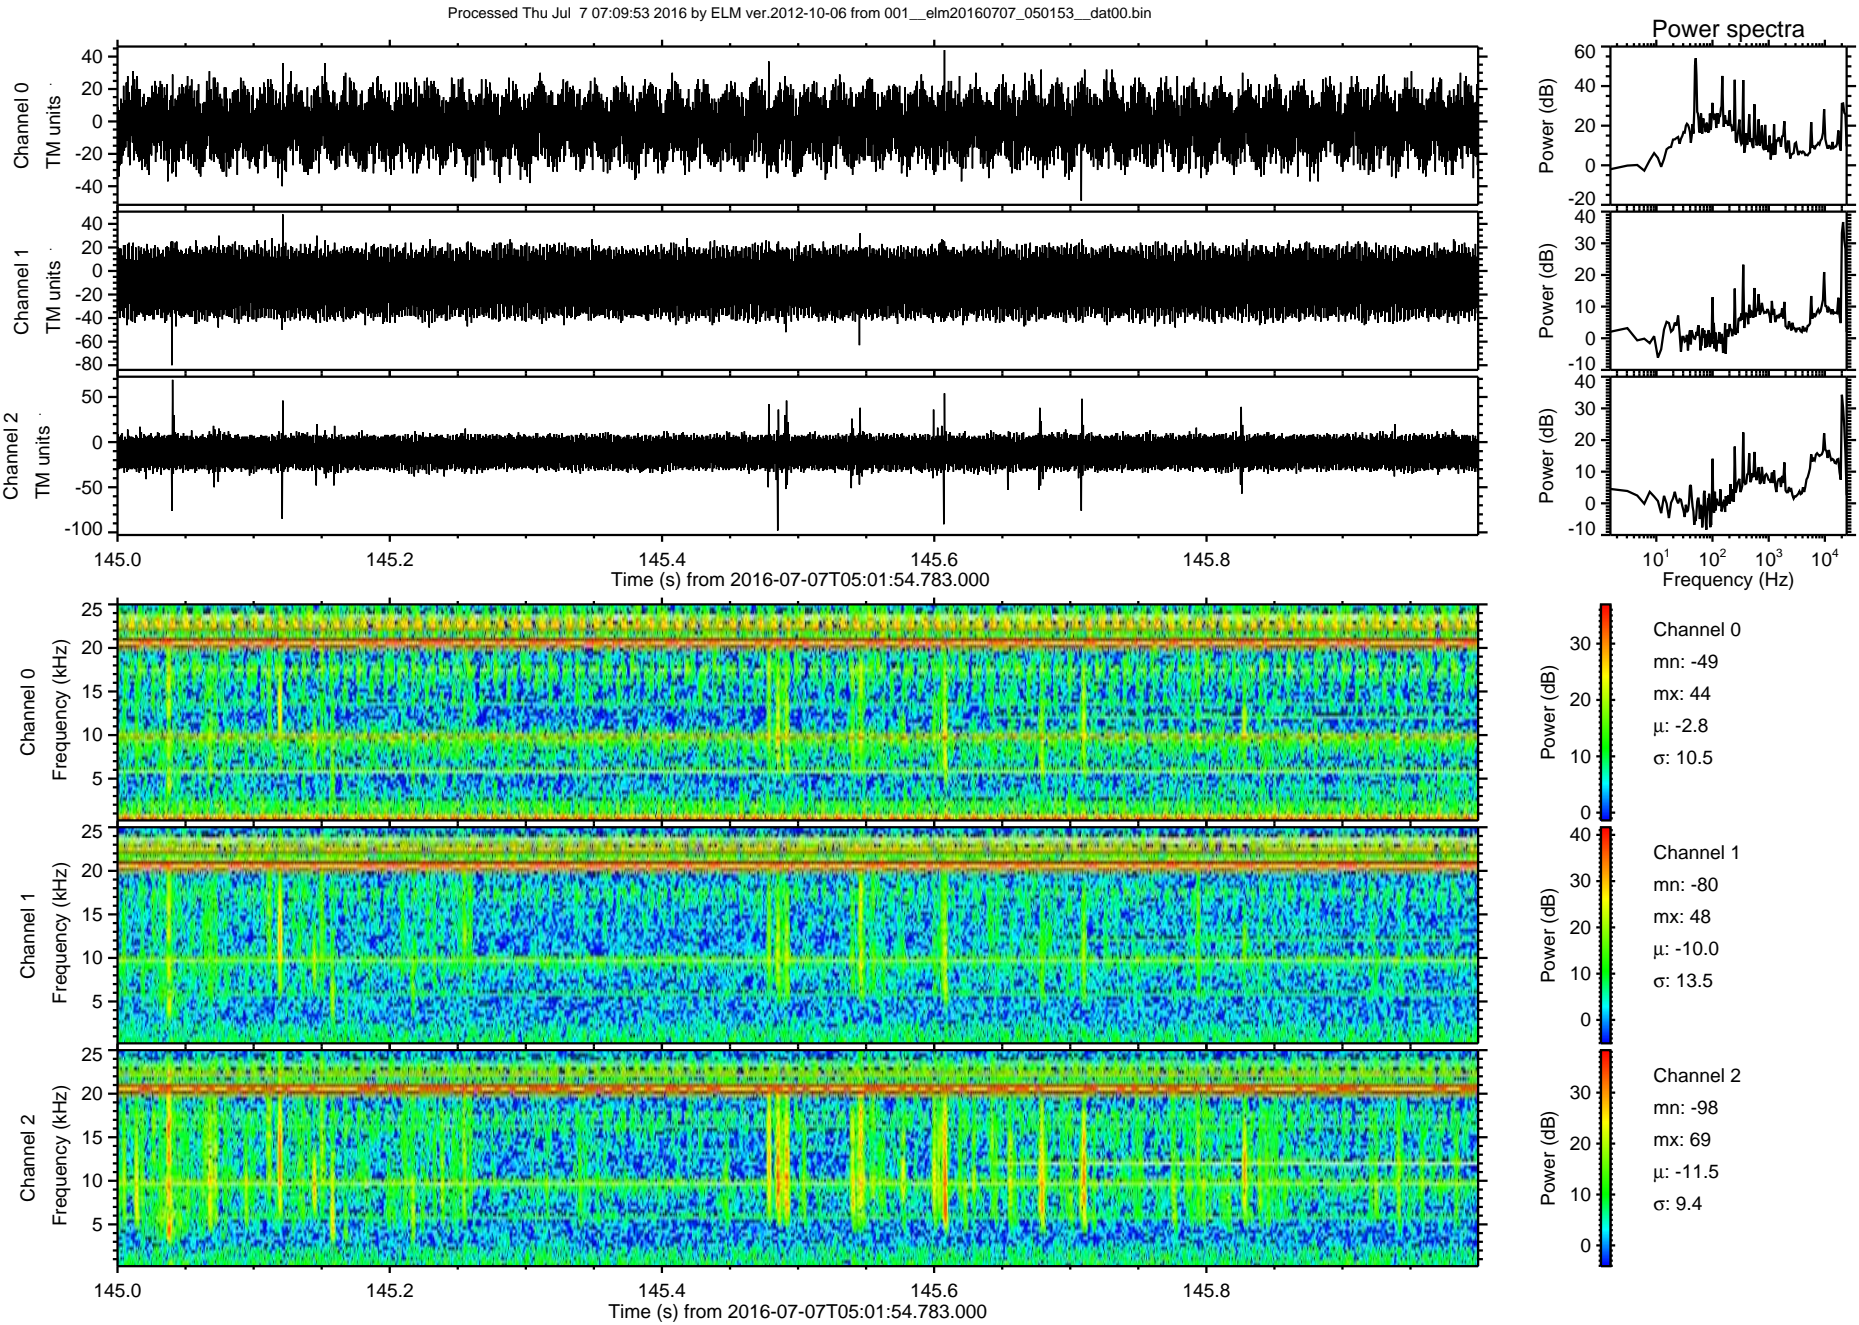 Processed Thu Jul  7 07:09:53 2016 by ELM ver.2012-10-06 from 001__elm20160707_050153__dat00.bin
Power spectra
Channel 0
TM units
40
20
0
-20
-40
Power (dB)
60
40
20
0
-20
Channel 1
TM units
40
20
0
-20
-40
-60
-80
Power (dB)
40
30
20
10
0
-10
Channel 2
TM units
50
0
-50
-100
Power (dB)
40
30
20
10
0
-10
145.0 145.2 145.4 145.6 145.8
Time (s) from 2016-07-07T05:01:54.783.000
10^1 10^2 10^3 10^4
Frequency (Hz)
Channel 0
Frequency (kHz)
25
20
15
10
5
Power (dB)
30
20
10
0
Channel 0
mn: -49
mx: 44
μ: -2.8
σ: 10.5
Channel 1
Frequency (kHz)
25
20
15
10
5
Power (dB)
40
30
20
10
0
Channel 1
mn: -80
mx: 48
μ: -10.0
σ: 13.5
Channel 2
Frequency (kHz)
25
20
15
10
5
Power (dB)
30
20
10
0
Channel 2
mn: -98
mx: 69
μ: -11.5
σ: 9.4
145.0 145.2 145.4 145.6 145.8
Time (s) from 2016-07-07T05:01:54.783.000